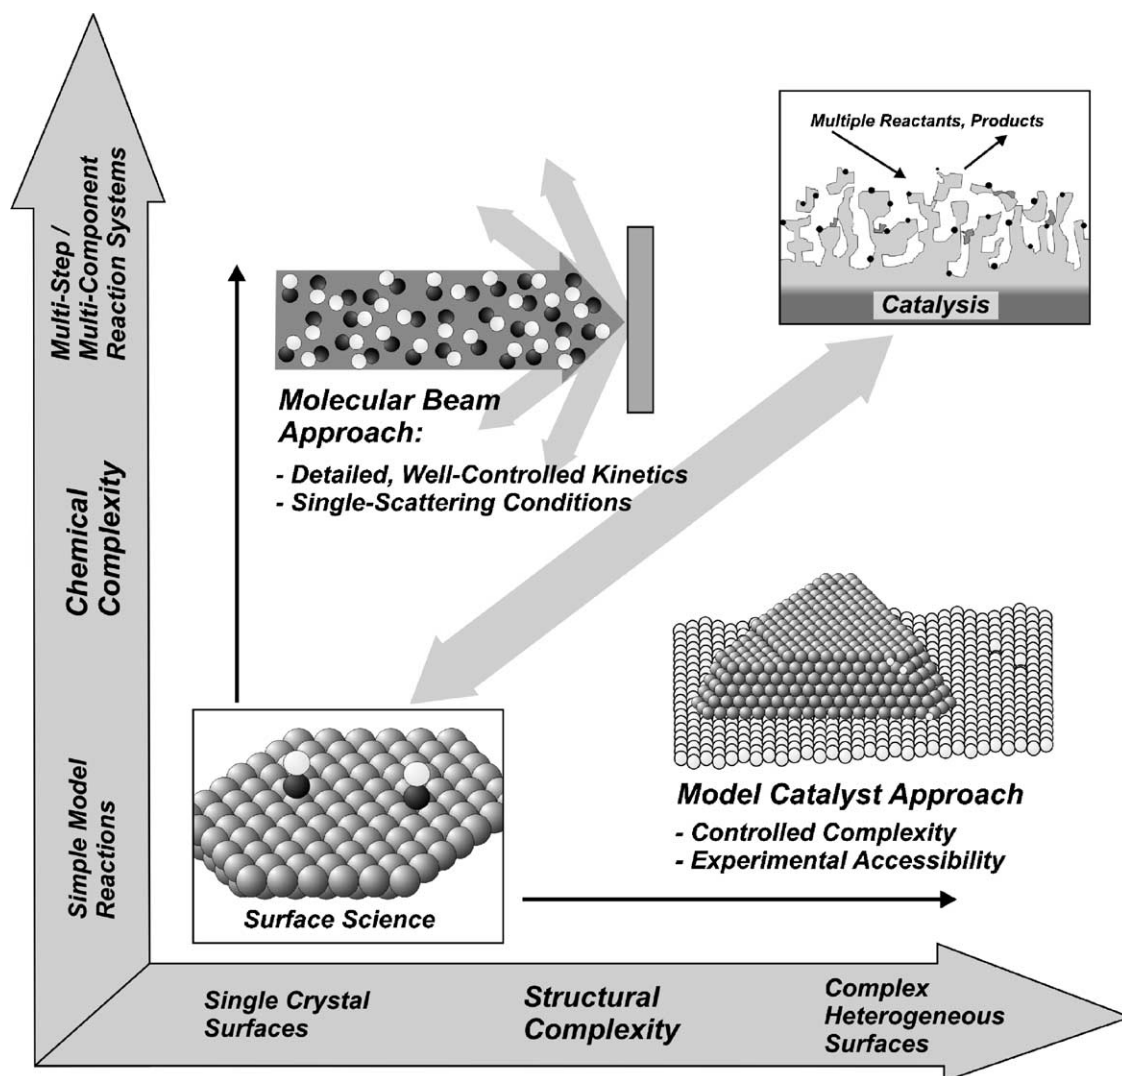 Multiple Reactants, Products
Catalysis
Multi-Step /
Multi-Component
Reaction Systems
Molecular Beam
Approach:
- Detailed, Well-Controlled Kinetics
- Single-Scattering Conditions
Chemical
Complexity
Simple Model
Reactions
Surface Science
Model Catalyst Approach
- Controlled Complexity
- Experimental Accessibility
Single Crystal
Surfaces
Structural
Complexity
Complex
Heterogeneous
Surfaces